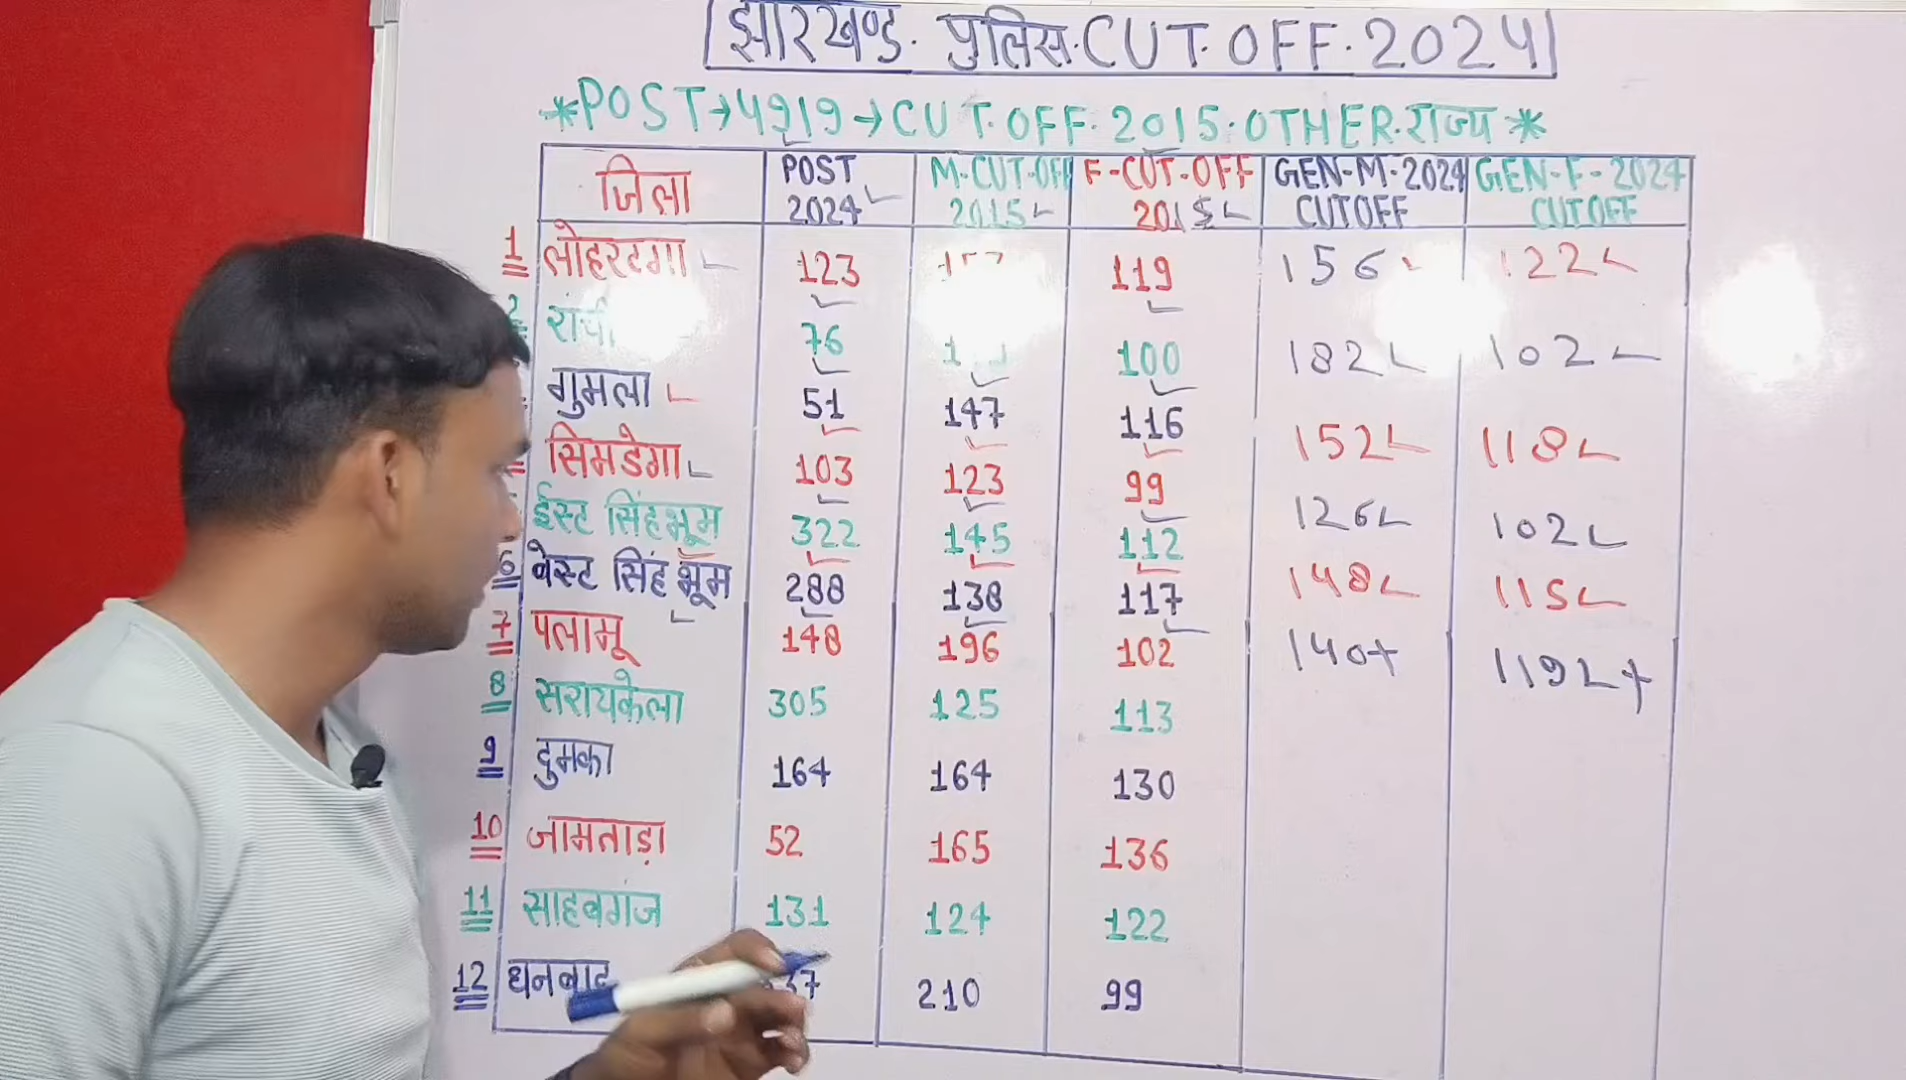 झारखण्ड. पुलिस.CUT.OFF.2024
*POST→4919→CUT.OFF.2015.OTHER.राज्य*
जिला POST 2024 M-CUT-OFF 2015 F-CUT-OFF 2015 GEN-M-2024 CUTOFF GEN-F-2024 CUTOFF
1 लोहरदगा 123 119 156 122
रांची 76 100 182 102
गुमला 51 147 116 152 118
सिमडेगा 103 123 99 126 102
ईस्ट सिंहभूम 322 145 112 148 115
6 वेस्ट सिंहभूम 288 138 117 140+ 119+
7 पलामू 148 196 102
8 सरायकेला 305 125 113
9 दुमका 164 164 130
10 जामताड़ा 52 165 136
11 साहबगंज 131 124 122
12 धनबाद 210 99